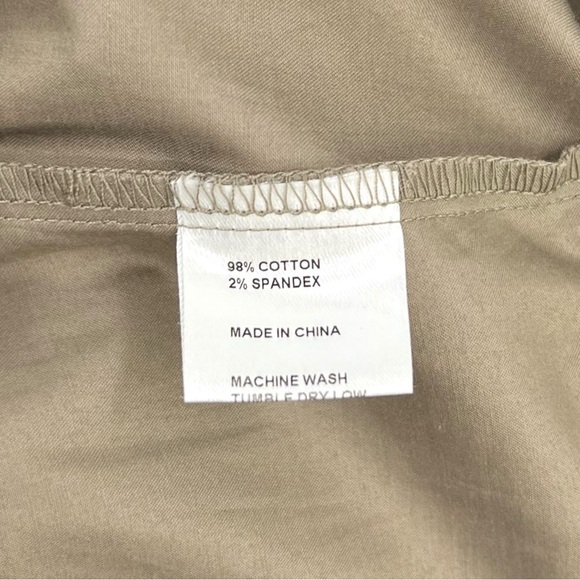 98% COTTON
2% SPANDEX
MADE IN CHINA
MACHINE WASH
TUMBLE DRY LOW